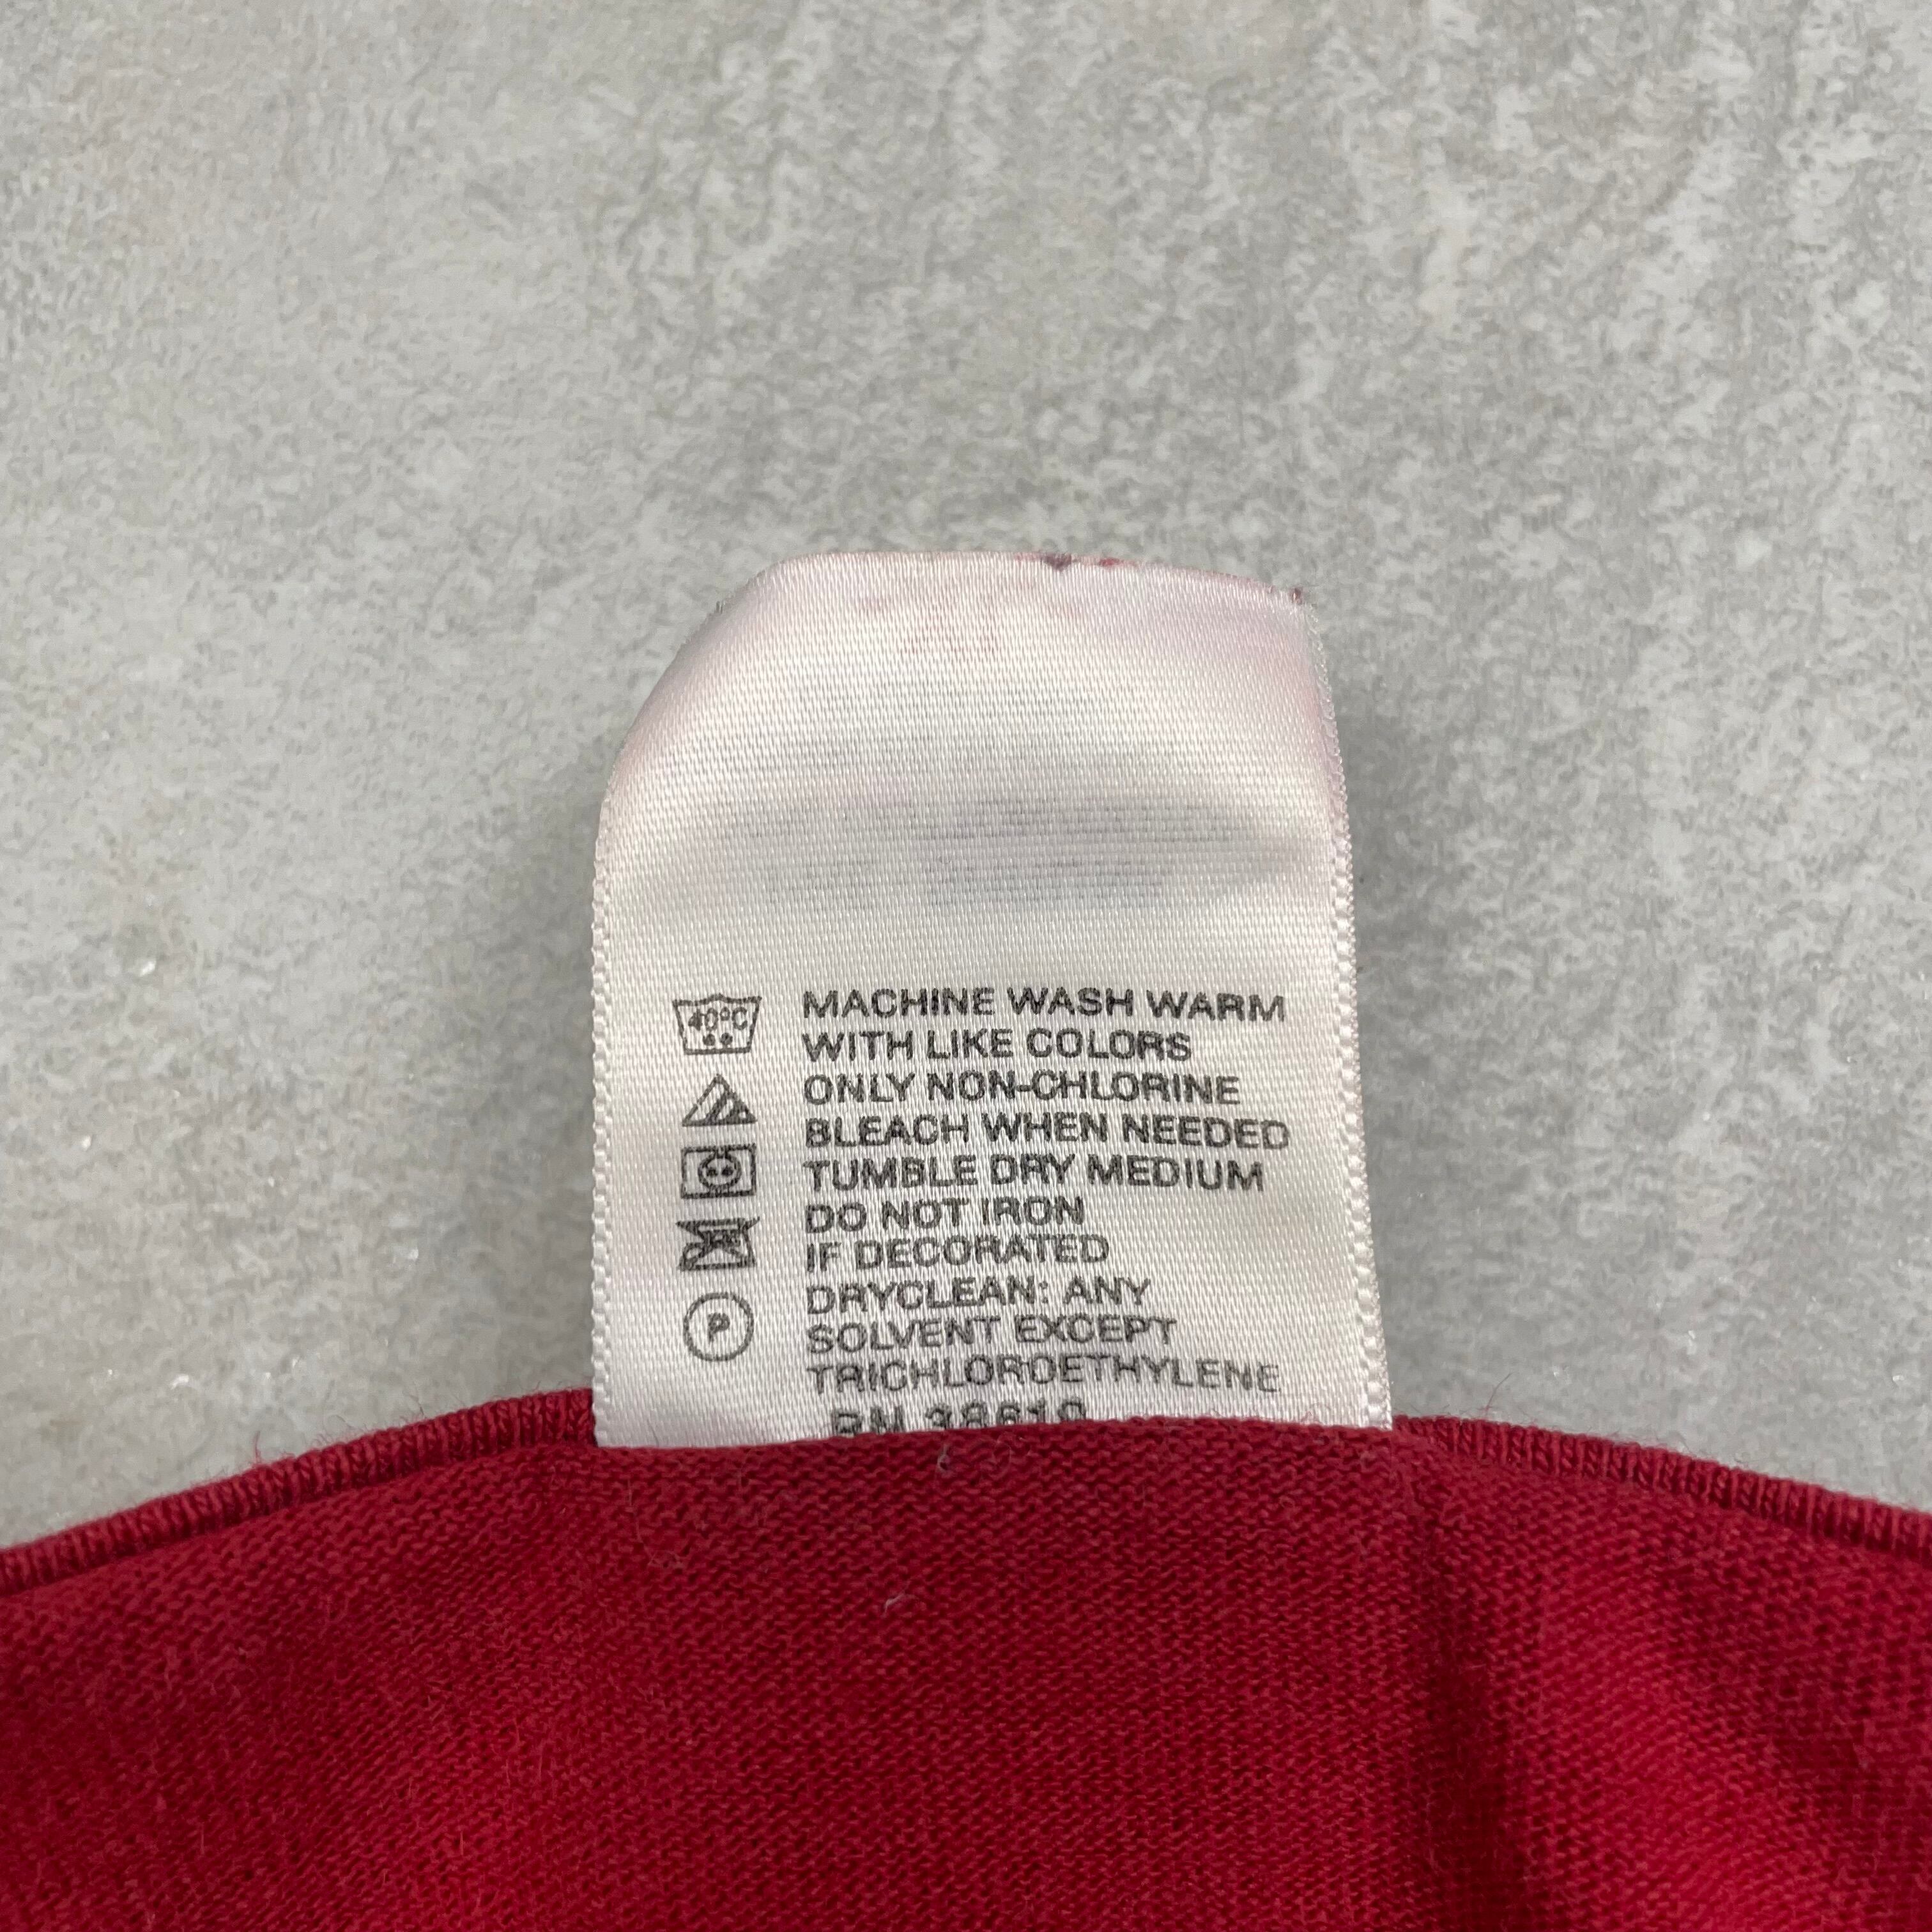 40°C
MACHINE WASH WARM
WITH LIKE COLORS
ONLY NON-CHLORINE
BLEACH WHEN NEEDED
TUMBLE DRY MEDIUM
DO NOT IRON
IF DECORATED
P
DRYCLEAN: ANY
SOLVENT EXCEPT
TRICHLOROETHYLENE
RN